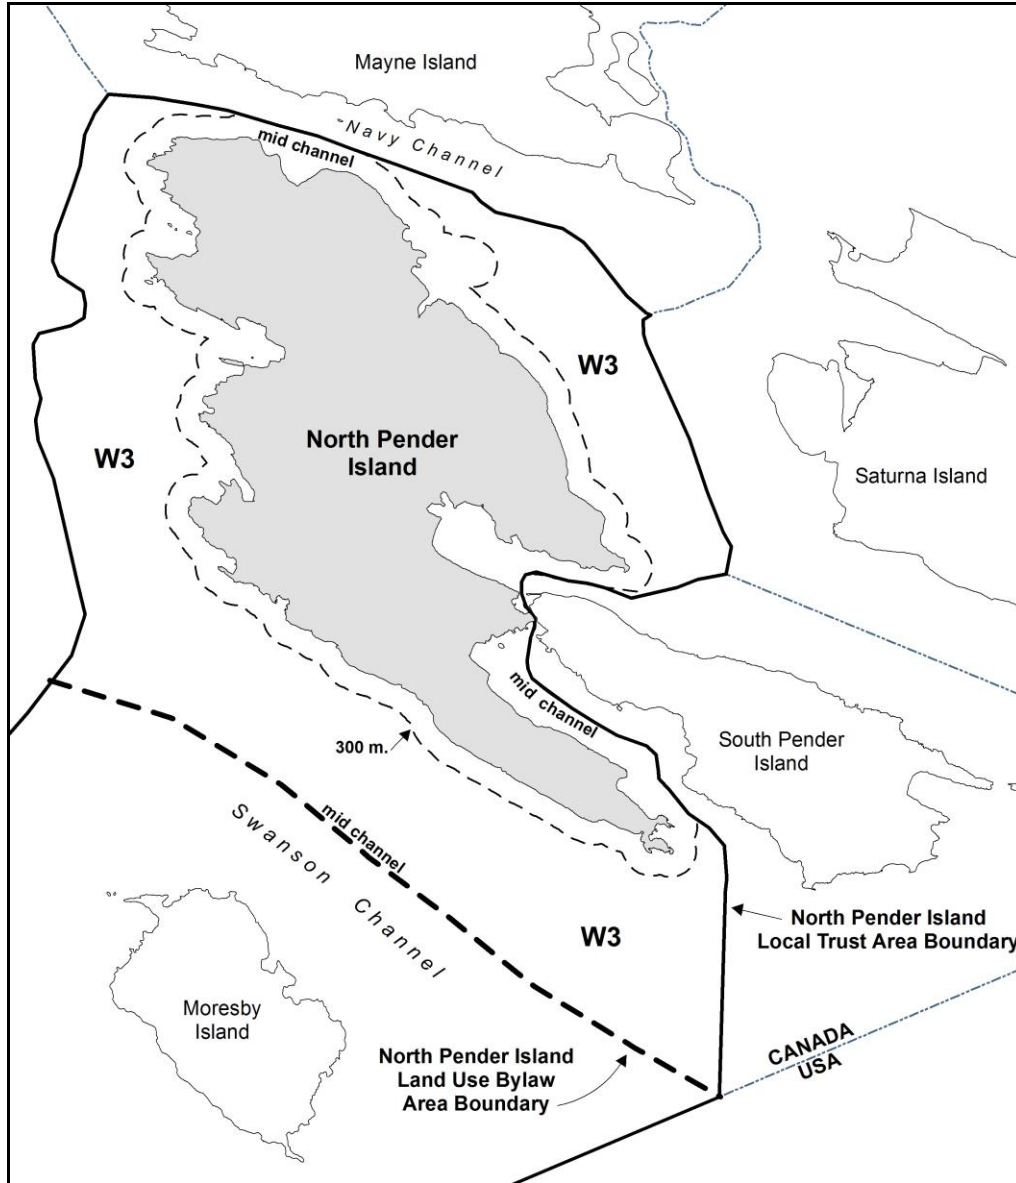 Mayne Island
Navy Channel
mid channel
W3
North Pender
Island
W3
Saturna Island
mid channel
South Pender
Island
300 m.
mid channel
Swanson Channel
North Pender Island
Local Trust Area Boundary
W3
Moresby
Island
North Pender Island
Land Use Bylaw
Area Boundary
CANADA
USA